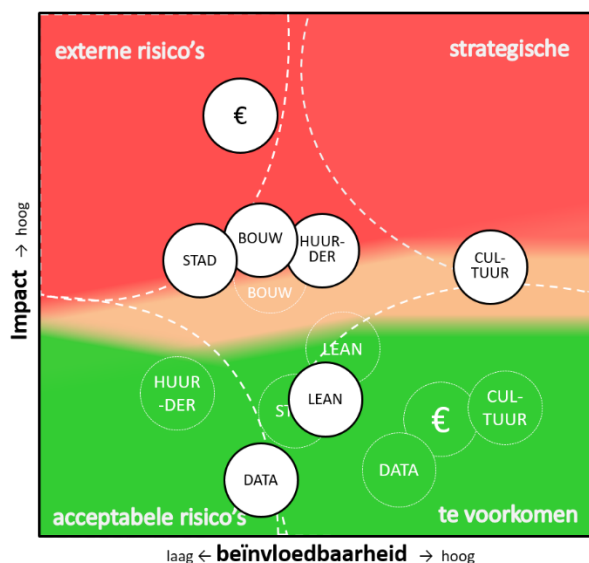 externe risico's
strategische
€
BOUW
HUUR-
DER
STAD
CUL-
TUUR
BOUW
LEAN
HUUR
-DER
LEAN
ST
CUL-
TUUR
€
DATA
DATA
acceptabele risico's
te voorkomen
Impact → hoog
laag ← beïnvloedbaarheid → hoog